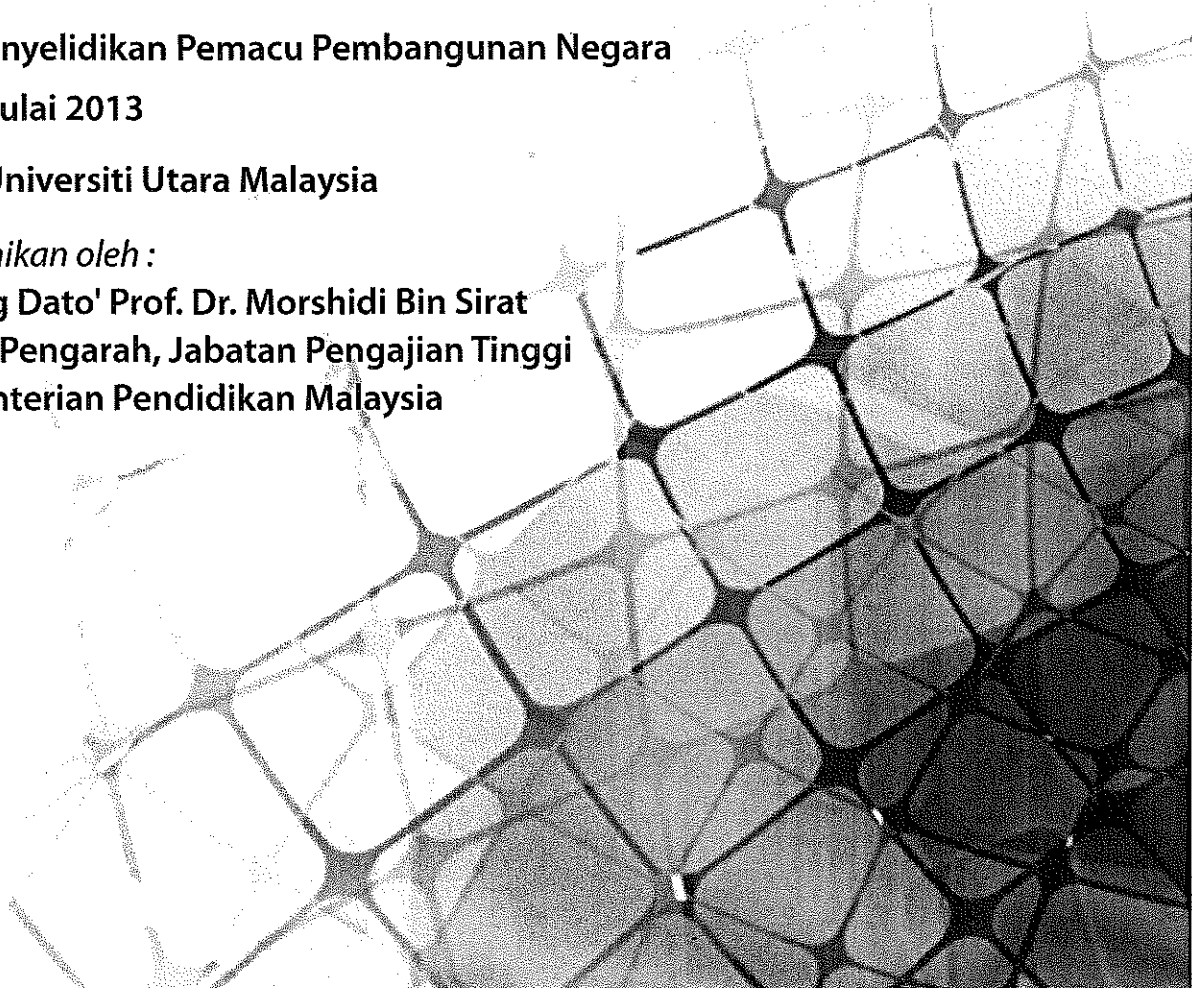 nyelidikan Pemacu Pembangunan Negara
ulai 2013
Universiti Utara Malaysia
nikan oleh :
g Dato' Prof. Dr. Morshidi Bin Sirat
Pengarah, Jabatan Pengajian Tinggi
nterian Pendidikan Malaysia